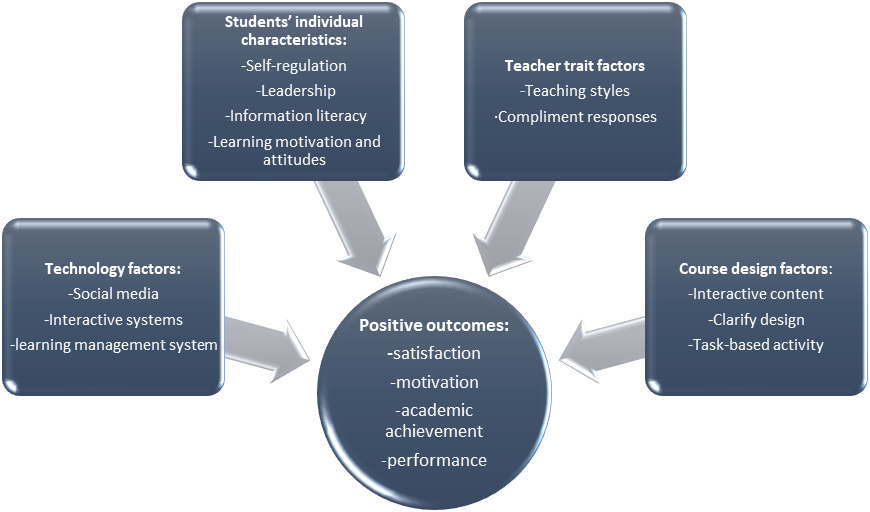 Students’ individual
characteristics:
-Self-regulation
-Leadership
-Information literacy
-Learning motivation and
attitudes
Teacher trait factors
-Teaching styles
·Compliment responses
Technology factors:
-Social media
-Interactive systems
-learning management system
Course design factors:
-Interactive content
-Clarify design
-Task-based activity
Positive outcomes:
-satisfaction
-motivation
-academic
achievement
-performance